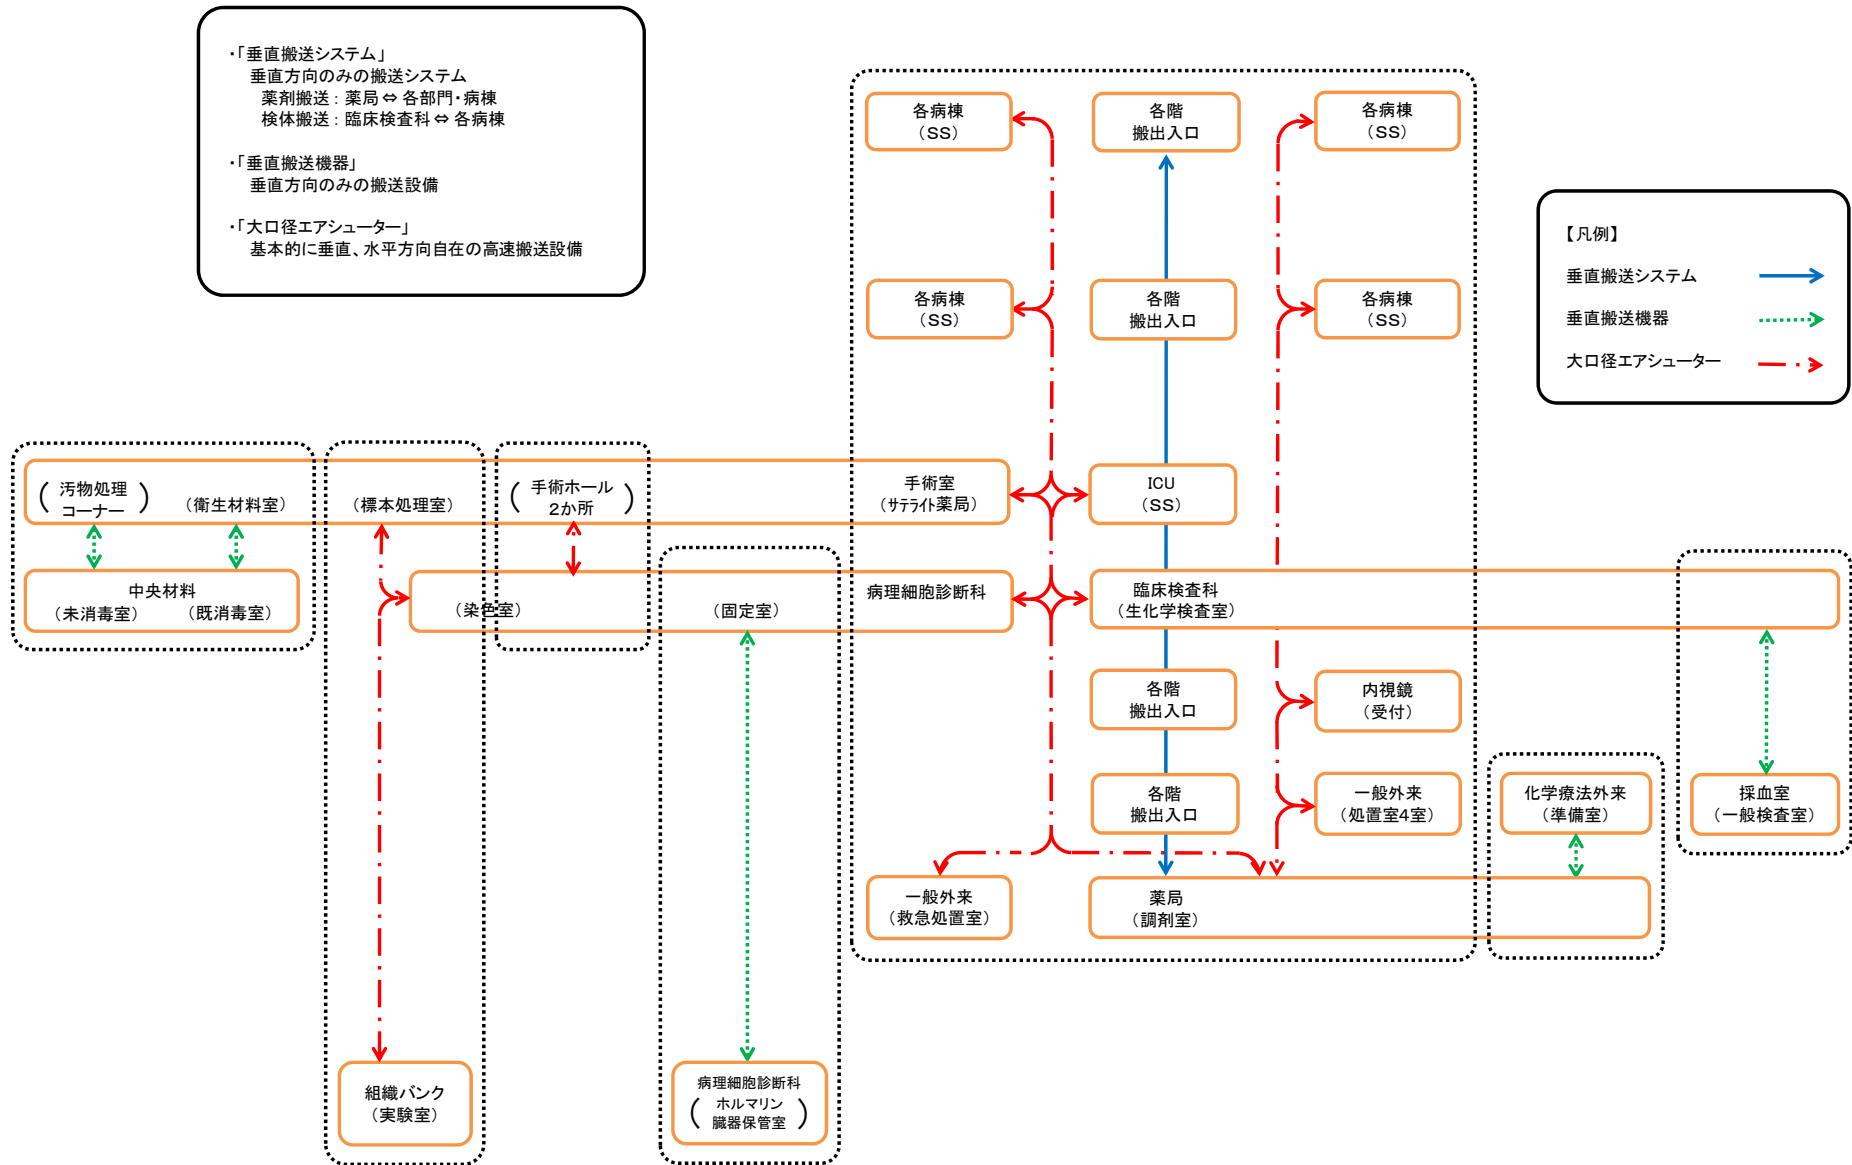 ・「垂直搬送システム」
垂直方向のみの搬送システム
薬剤搬送：薬局⇔各部門・病棟
検体搬送：臨床検査科⇔各病棟
・「垂直搬送機器」
垂直方向のみの搬送設備
・「大口径エアシューター」
基本的に垂直、水平方向自在の高速搬送設備
【凡例】
垂直搬送システム
垂直搬送機器
大口径エアシューター
各病棟
（SS）
各階
搬出入口
各病棟
（SS）
各病棟
（SS）
各階
搬出入口
各病棟
（SS）
（汚物処理
コーナー）
（衛生材料室）
（標本処理室）
（手術ホール
2か所）
手術室
（サテライト薬局）
ICU
（SS）
中央材料
（未消毒室）
（既消毒室）
（染色室）
（固定室）
病理細胞診断科
臨床検査科
（生化学検査室）
各階
搬出入口
内視鏡
（受付）
各階
搬出入口
一般外来
（処置室4室）
化学療法外来
（準備室）
採血室
（一般検査室）
一般外来
（救急処置室）
薬局
（調剤室）
組織バンク
（実験室）
病理細胞診断科
（ホルマリン
臓器保管室）